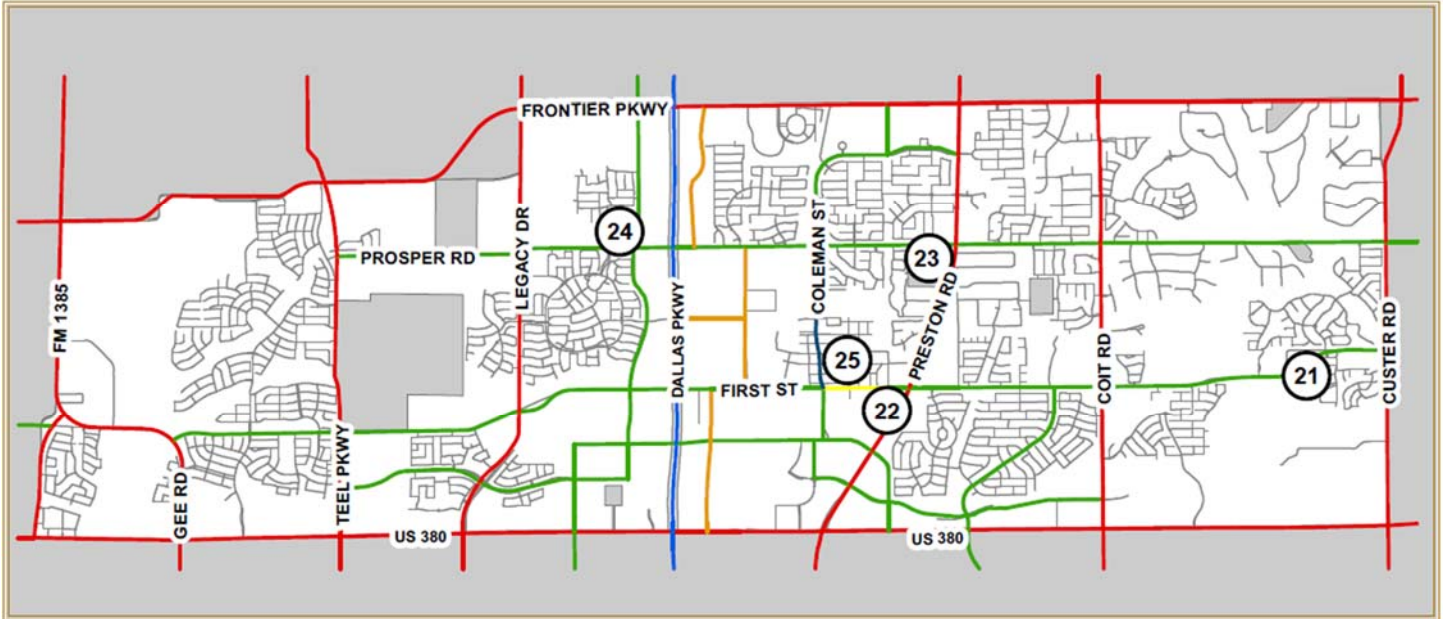 FRONTIER PKWY
FM 1385
LEGACY DR
24
PROSPER RD
DALLAS PKWY
COLEMAN ST
23
PRESTON RD
25
FIRST ST
22
COIT RD
21
CUSTER RD
GEE RD
TEEL PKWY
US 380
US 380